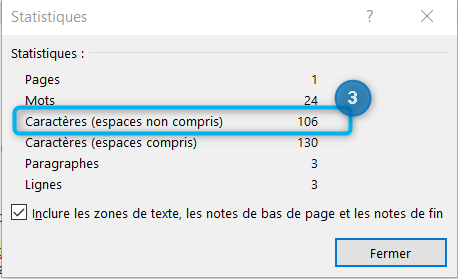 Statistiques
?
Statistiques :
Pages 1
Mots 24
3
Caractères (espaces non compris) 106
Caractères (espaces compris) 130
Paragraphes 3
Lignes 3
Inclure les zones de texte, les notes de bas de page et les notes de fin
Fermer